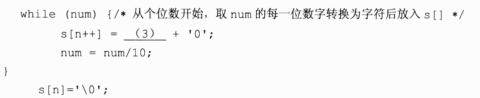 while (num) {/* 从个位数开始，取 num 的每一位数字转换为字符后放入 s[] */
s[n++] = （3） + '0';
num = num/10;
}
s[n]='\0';